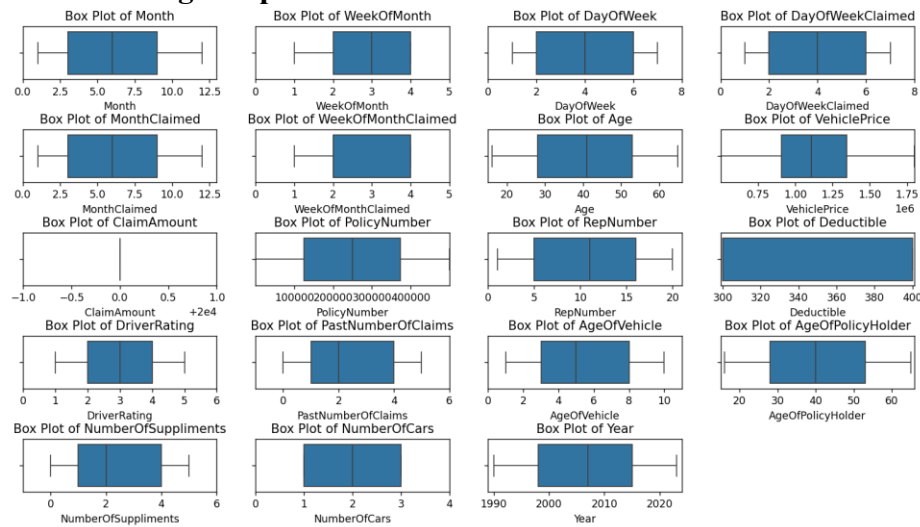 Box Plot of Month
Box Plot of WeekOfMonth
Box Plot of DayOfWeek
Box Plot of DayOfWeekClaimed
0.0 2.5 5.0 7.5 10.0 12.5
0 1 2 3 4 5
0 2 4 6 8
0 2 4 6 8
Month
WeekOfMonth
DayOfWeek
DayOfWeekClaimed
Box Plot of MonthClaimed
Box Plot of WeekOfMonthClaimed
Box Plot of Age
Box Plot of VehiclePrice
0.0 2.5 5.0 7.5 10.0 12.5
0 1 2 3 4 5
20 30 40 50 60
0.75 1.00 1.25 1.50 1.75
MonthClaimed
WeekOfMonthClaimed
Age
VehiclePrice
1e6
Box Plot of ClaimAmount
Box Plot of PolicyNumber
Box Plot of RepNumber
Box Plot of Deductible
−1.0 −0.5 0.0 0.5 1.0
100000200000300000400000
0 5 10 15 20
300 320 340 360 380 400
ClaimAmount
+2e4
PolicyNumber
RepNumber
Deductible
Box Plot of DriverRating
Box Plot of PastNumberOfClaims
Box Plot of AgeOfVehicle
Box Plot of AgeOfPolicyHolder
0 1 2 3 4 5 6
0 2 4 6
0 2 4 6 8 10
20 30 40 50 60
DriverRating
PastNumberOfClaims
AgeOfVehicle
AgeOfPolicyHolder
Box Plot of NumberOfSuppliments
Box Plot of NumberOfCars
Box Plot of Year
0 2 4 6
0 1 2 3 4
1990 2000 2010 2020
NumberOfSuppliments
NumberOfCars
Year